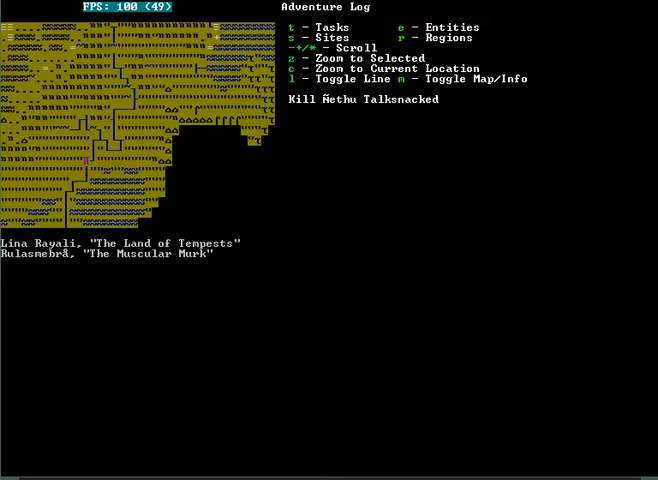 FPS: 100 (49)
Adventure Log
t - Tasks e - Entities
s - Sites r - Regions
-+/* - Scroll
z - Zoom to Selected
c - Zoom to Current Location
l - Toggle Line m - Toggle Map/Info
Kill Ñethu Talksnacked
Lina Rayali, "The Land of Tempests"
Rulasmebrå, "The Muscular Murk"